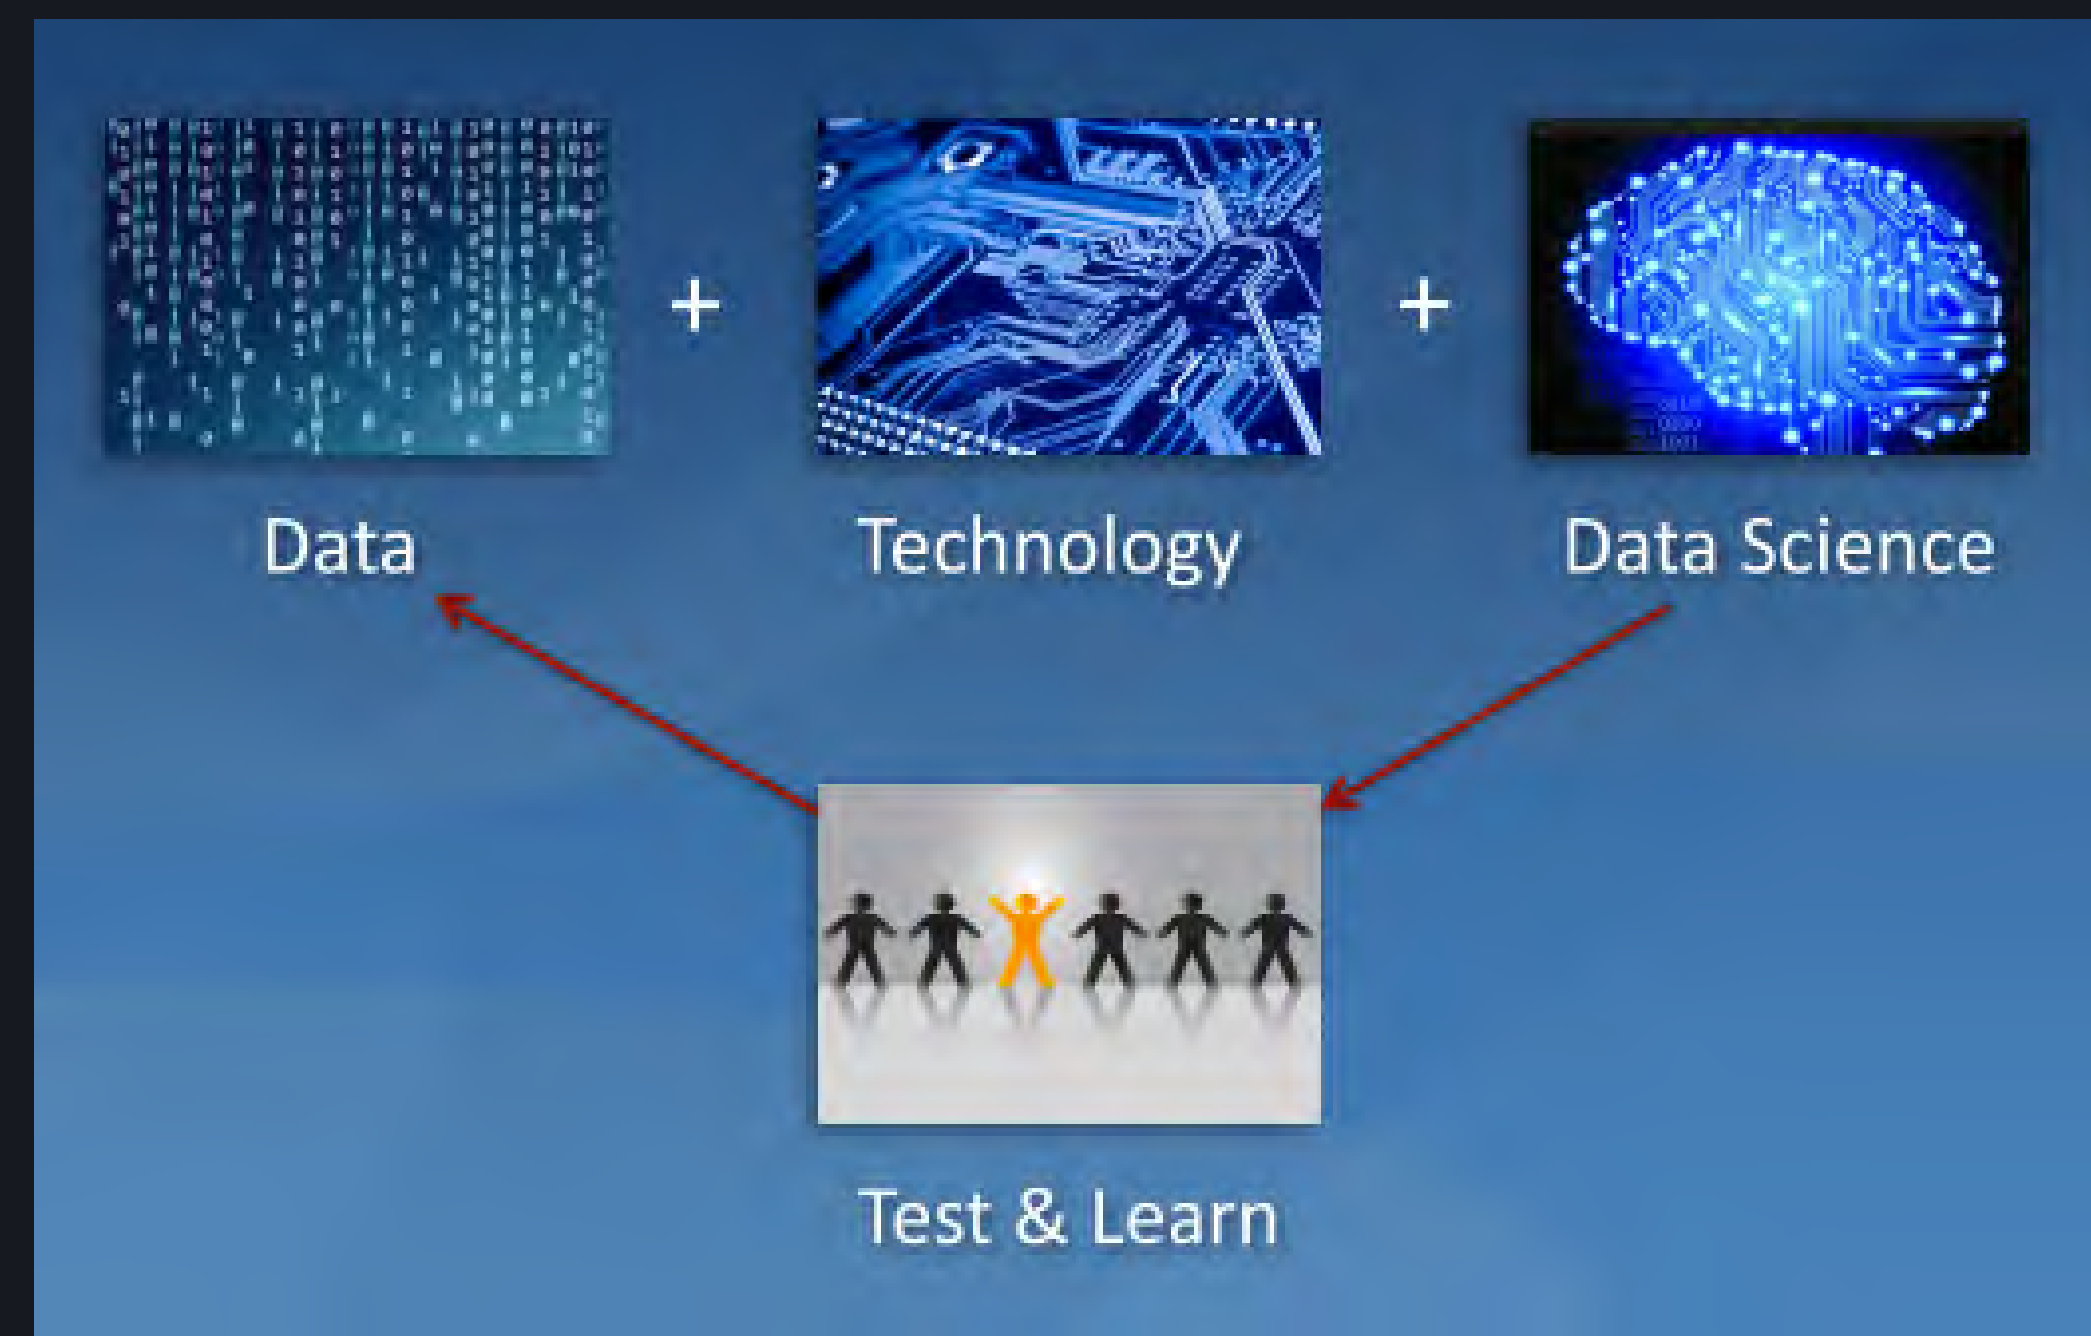 Data
+
Technology
+
Data Science
Test & Learn